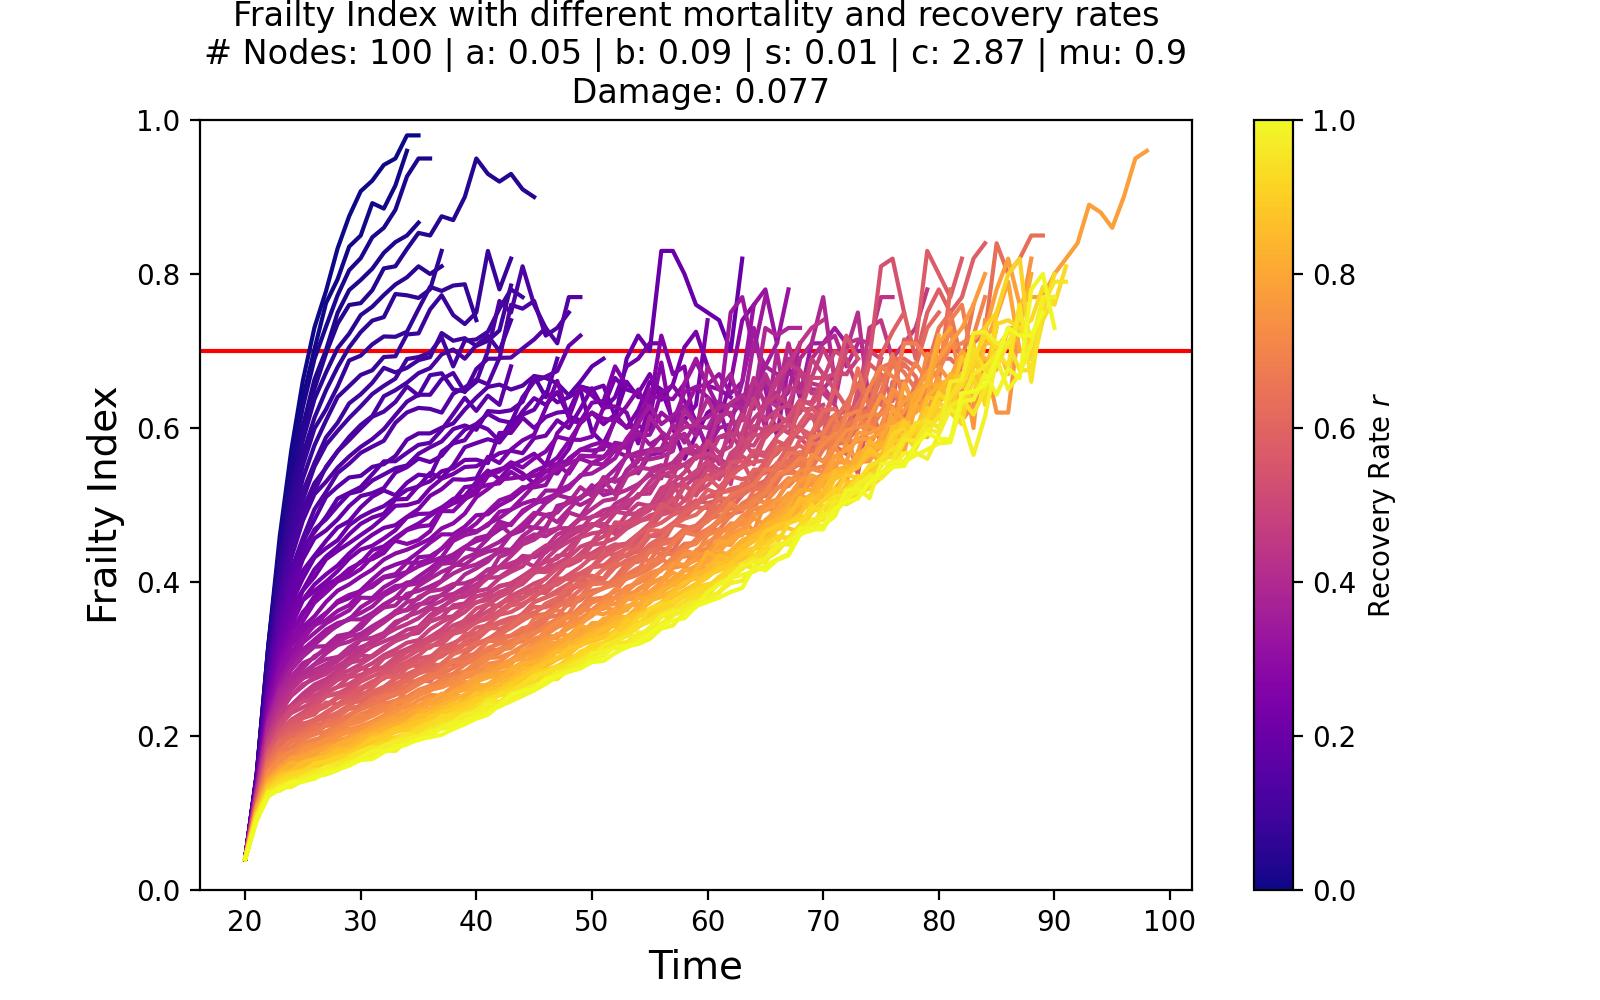 Frailty Index with different mortality and recovery rates
# Nodes: 100 | a: 0.05 | b: 0.09 | s: 0.01 | c: 2.87 | mu: 0.9
Damage: 0.077
1.0
0.8
0.6
0.4
0.2
0.0
Frailty Index
20 30 40 50 60 70 80 90 100
Time
1.0
0.8
0.6
0.4
0.2
0.0
Recovery Rate r